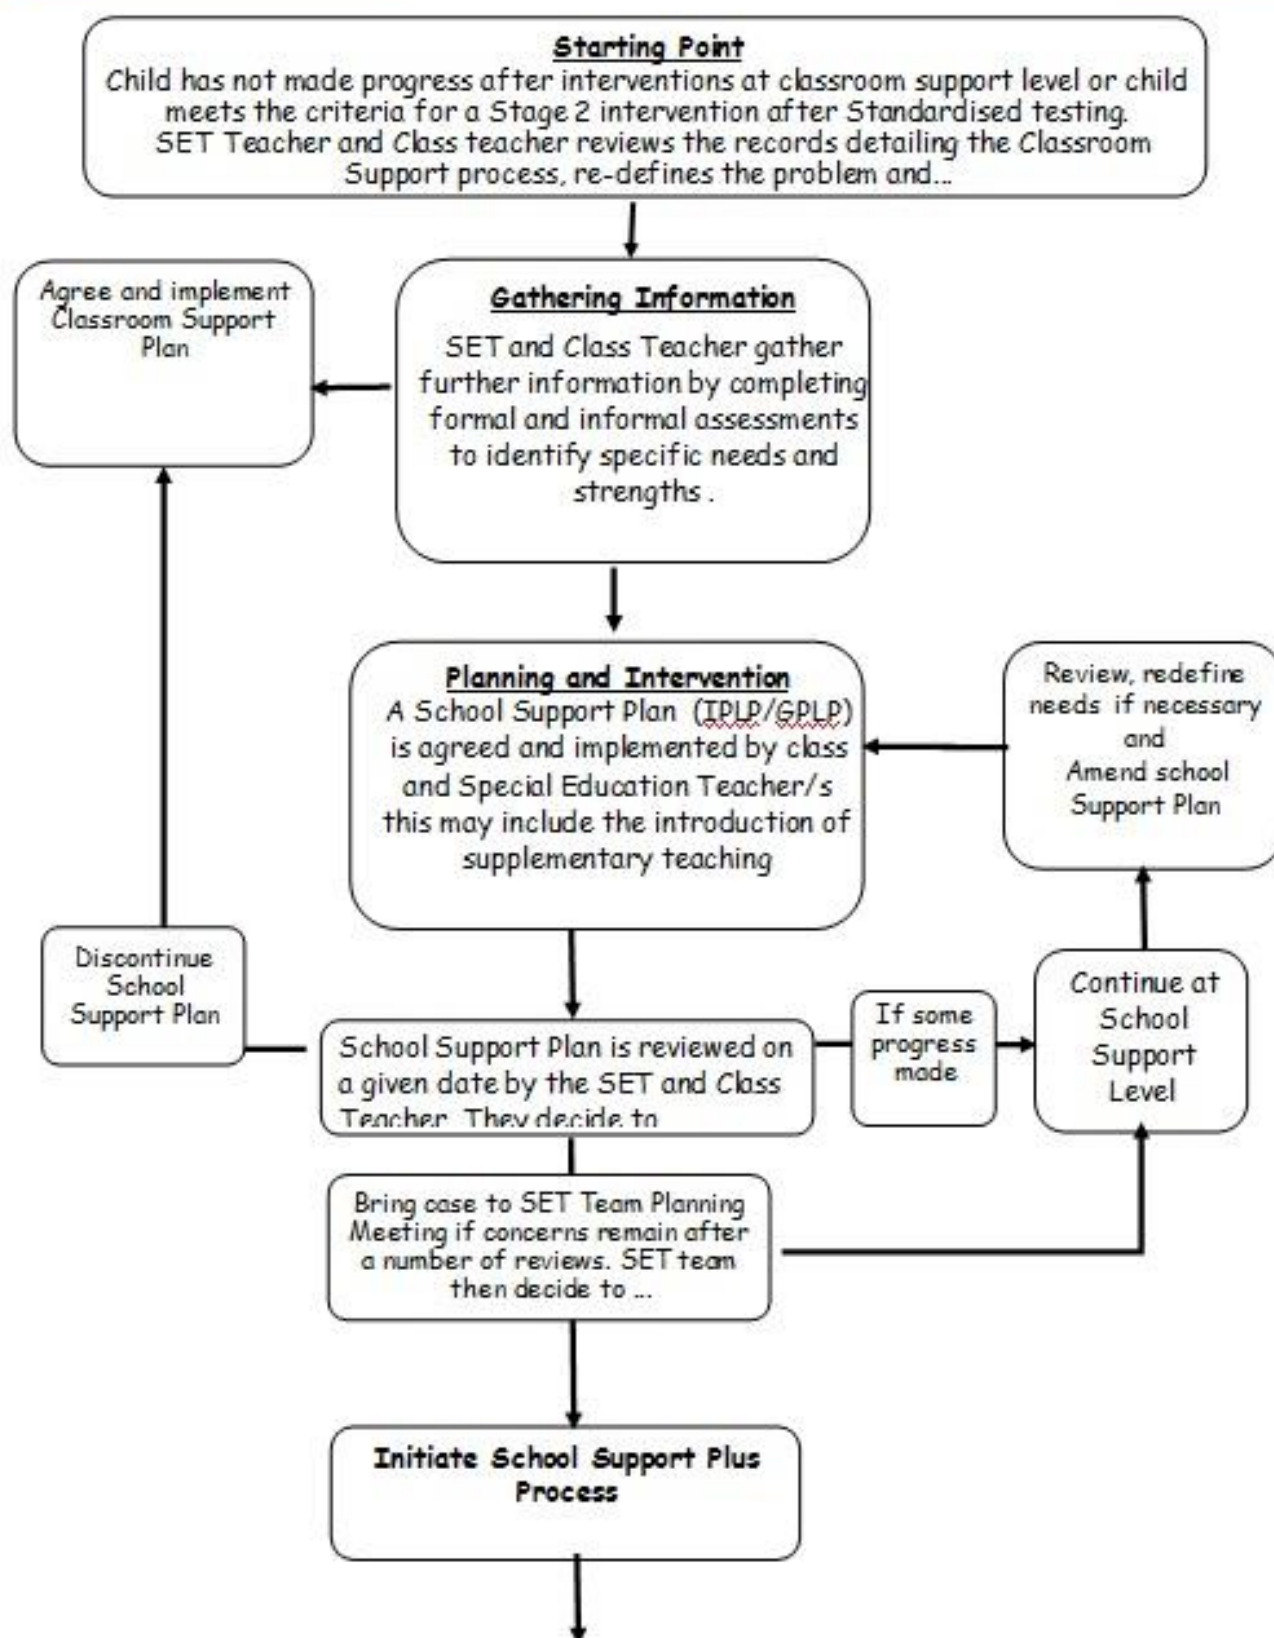 Starting Point
Child has not made progress after interventions at classroom support level or child
meets the criteria for a Stage 2 intervention after Standardised testing.
SET Teacher and Class teacher reviews the records detailing the Classroom
Support process, re-defines the problem and...
Agree and implement
Classroom Support
Plan
Gathering Information
SET and Class Teacher gather
further information by completing
formal and informal assessments
to identify specific needs and
strengths .
Planning and Intervention
A School Support Plan (IPLP/GPLP)
is agreed and implemented by class
and Special Education Teacher/s
this may include the introduction of
supplementary teaching
Review, redefine
needs if necessary
and
Amend school
Support Plan
Discontinue
School
Support Plan
School Support Plan is reviewed on
a given date by the SET and Class
Teacher. They decide to
If some
progress
made
Continue at
School
Support
Level
Bring case to SET Team Planning
Meeting if concerns remain after
a number of reviews. SET team
then decide to ...
Initiate School Support Plus
Process